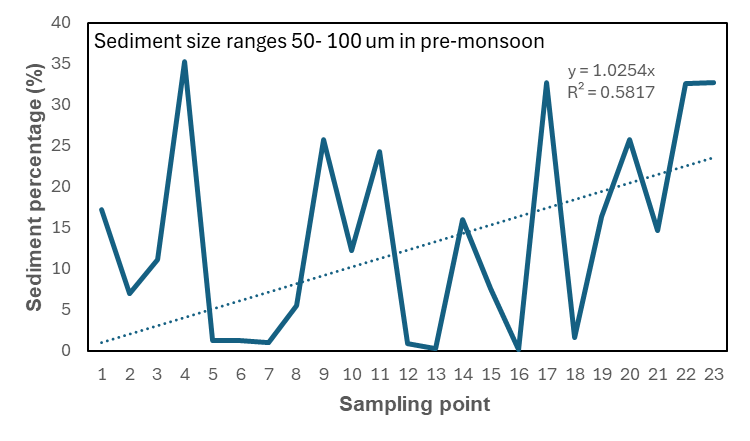 Sediment size ranges 50- 100 um in pre-monsoon
y = 1.0254x
R² = 0.5817
Sediment percentage (%)
40
35
30
25
20
15
10
5
0
1 2 3 4 5 6 7 8 9 10 11 12 13 14 15 16 17 18 19 20 21 22 23
Sampling point